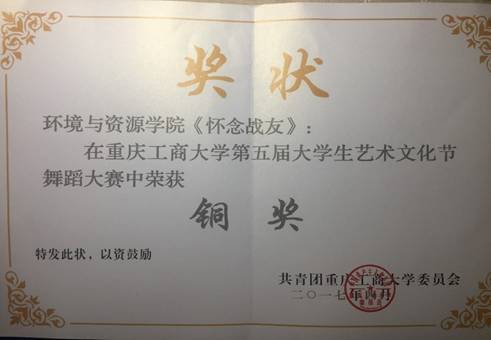 奖状
环境与资源学院《怀念战友》:
在重庆工商大学第五届大学生艺术文化节
舞蹈大赛中荣获
铜奖
特发此状，以资鼓励
共青团重庆工商大学委员会
二〇一七年四月